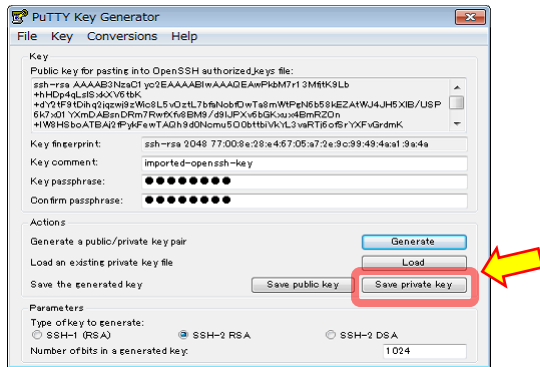 PuTTY Key Generator
File Key Conversions Help
Key
Public key for pasting into OpenSSH authorized_keys file:
ssh-rsa
Key fingerprint: ssh-rsa 2048 77:00:8e:28:e4:57:05:a7:2e:9c:99:49:4a:a1:9a:4a
Key comment: imported-openssh-key
Key passphrase: ●●●●●●●●
Confirm passphrase: ●●●●●●●●
Actions
Generate a public/private key pair Generate
Load an existing private key file Load
Save the generated key Save public key Save private key
Parameters
Type of key to generate:
SSH-1 (RSA) SSH-2 RSA SSH-2 DSA
Number of bits in a generated key: 1024